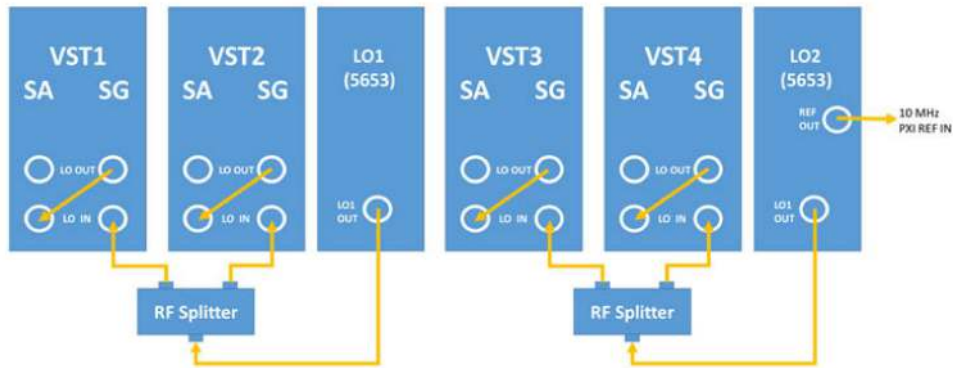 VST1
SA SG
LO OUT
LO IN
VST2
SA SG
LO OUT
LO IN
LO1
(5653)
LO1
OUT
RF Splitter
VST3
SA SG
LO OUT
LO IN
VST4
SA SG
LO OUT
LO IN
LO2
(5653)
REF
OUT
10 MHz
PXI REF IN
LO1
OUT
RF Splitter